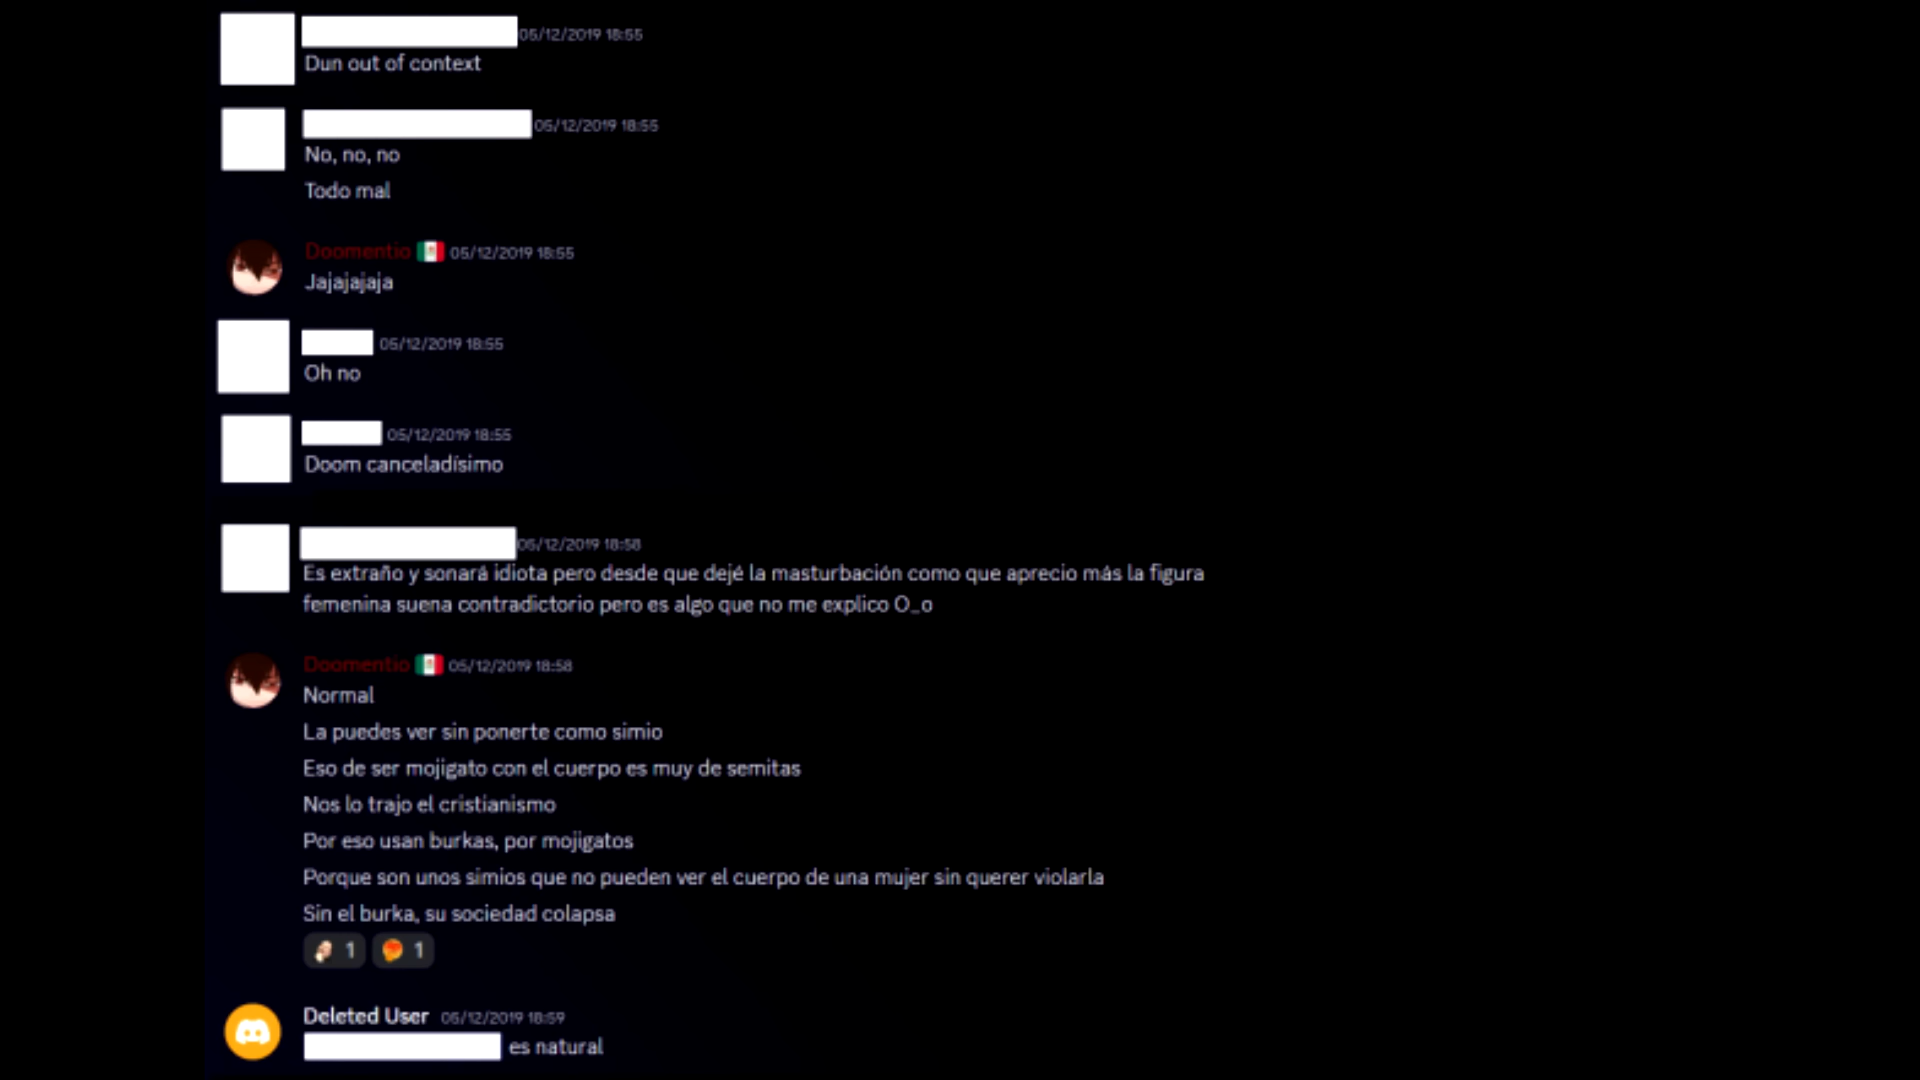 05/12/2019 18:55
Dun out of context
05/12/2019 18:55
No, no, no
Todo mal
Doomentio 05/12/2019 18:55
Jajajajaja
05/12/2019 18:55
Oh no
05/12/2019 18:55
Doom canceladísimo
05/12/2019 18:58
Es extraño y sonará idiota pero desde que dejé la masturbación como que aprecio más la figura
femenina suena contradictorio pero es algo que no me explico O_o
Doomentio 05/12/2019 18:58
Normal
La puedes ver sin ponerte como simio
Eso de ser mojigato con el cuerpo es muy de semitas
Nos lo trajo el cristianismo
Por eso usan burkas, por mojigatos
Porque son unos simios que no pueden ver el cuerpo de una mujer sin querer violarla
Sin el burka, su sociedad colapsa
1 1
Deleted User 05/12/2019 18:59
es natural